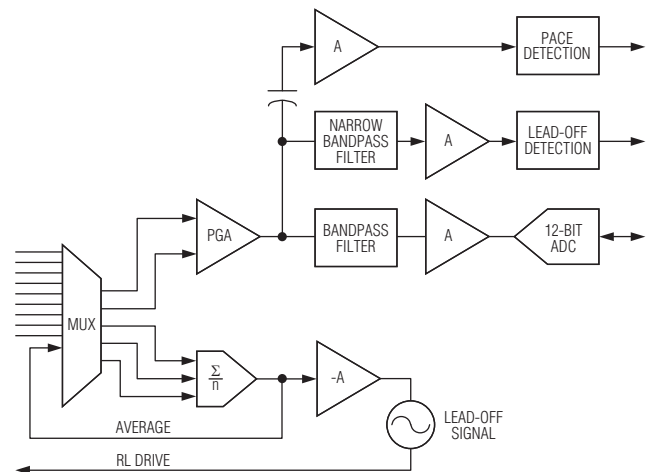 A
PACE
DETECTION
NARROW
BANDPASS
FILTER
A
LEAD-OFF
DETECTION
PGA
BANDPASS
FILTER
A
12-BIT
ADC
MUX
Σ
n
-A
LEAD-OFF
SIGNAL
AVERAGE
RL DRIVE